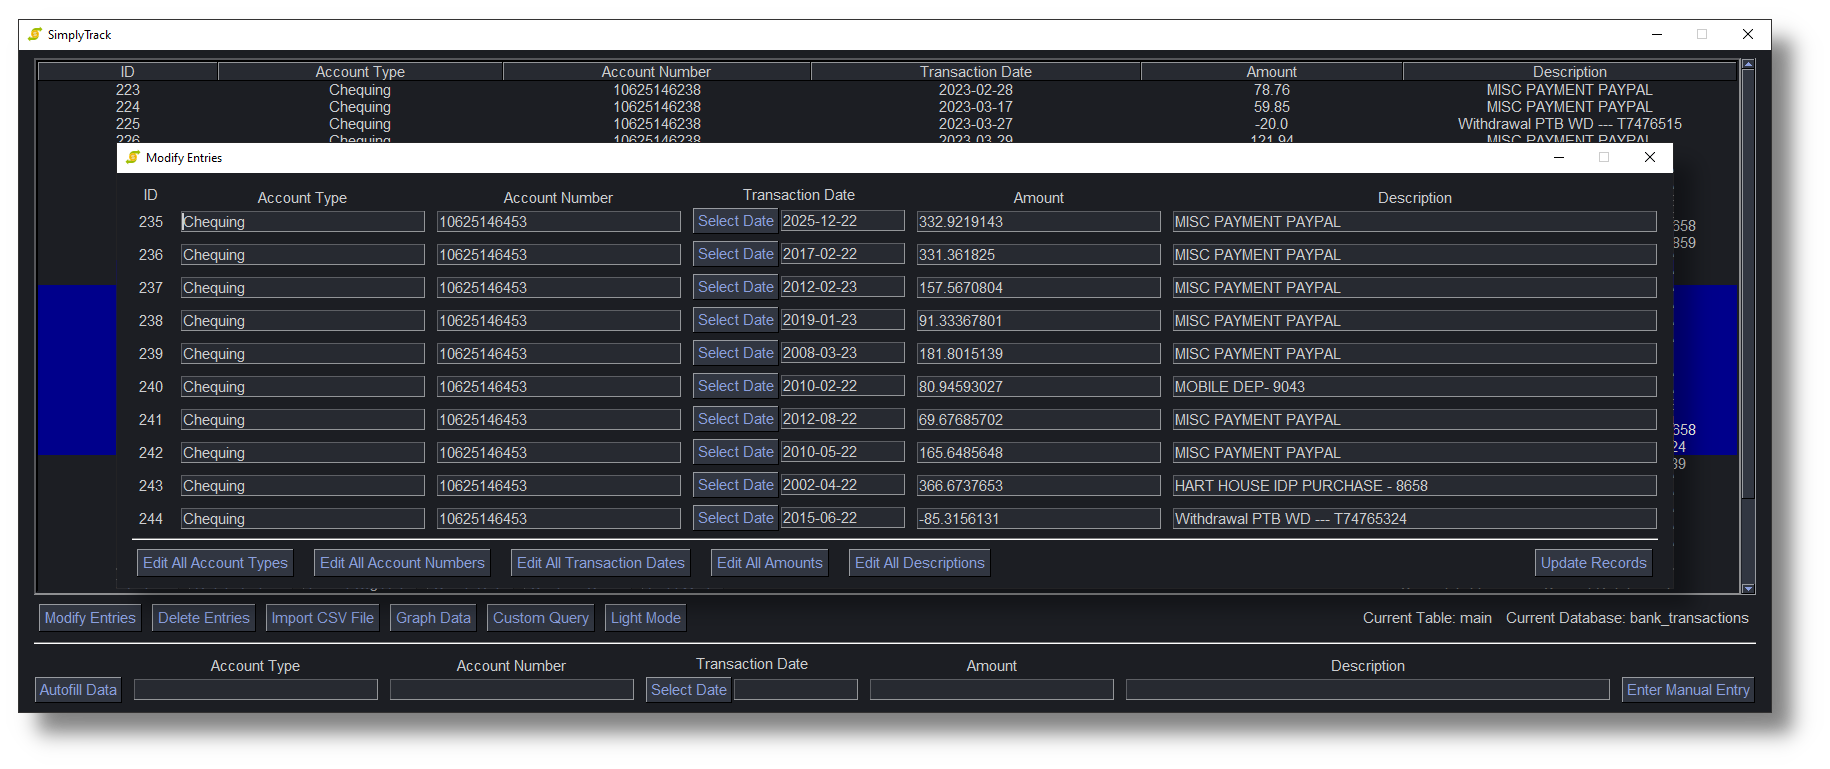 SimplyTrack
ID Account Type Account Number Transaction Date Amount Description
223 Chequing 10625146238 2023-02-28 78.76 MISC PAYMENT PAYPAL
224 Chequing 10625146238 2023-03-17 59.85 MISC PAYMENT PAYPAL
225 Chequing 10625146238 2023-03-27 -20.0 Withdrawal PTB WD --- T7476515
226 Chequing 10625146238 2023-03-29 121.94 MISC PAYMENT PAYPAL
Modify Entries
ID Account Type Account Number Transaction Date Amount Description
235 Chequing 10625146453 Select Date 2025-12-22 332.9219143 MISC PAYMENT PAYPAL
658
236 Chequing 10625146453 Select Date 2017-02-22 331.361825 MISC PAYMENT PAYPAL
859
237 Chequing 10625146453 Select Date 2012-02-23 157.5670804 MISC PAYMENT PAYPAL
238 Chequing 10625146453 Select Date 2019-01-23 91.33367801 MISC PAYMENT PAYPAL
239 Chequing 10625146453 Select Date 2008-03-23 181.8015139 MISC PAYMENT PAYPAL
240 Chequing 10625146453 Select Date 2010-02-22 80.94593027 MOBILE DEP- 9043
241 Chequing 10625146453 Select Date 2012-08-22 69.67685702 MISC PAYMENT PAYPAL
658
242 Chequing 10625146453 Select Date 2010-05-22 165.6485648 MISC PAYMENT PAYPAL
24
39
243 Chequing 10625146453 Select Date 2002-04-22 366.6737653 HART HOUSE IDP PURCHASE - 8658
244 Chequing 10625146453 Select Date 2015-06-22 -85.3156131 Withdrawal PTB WD --- T74765324
Edit All Account Types Edit All Account Numbers Edit All Transaction Dates Edit All Amounts Edit All Descriptions Update Records
Modify Entries Delete Entries Import CSV File Graph Data Custom Query Light Mode Current Table: main Current Database: bank_transactions
Account Type Account Number Transaction Date Amount Description
Autofill Data Select Date Enter Manual Entry